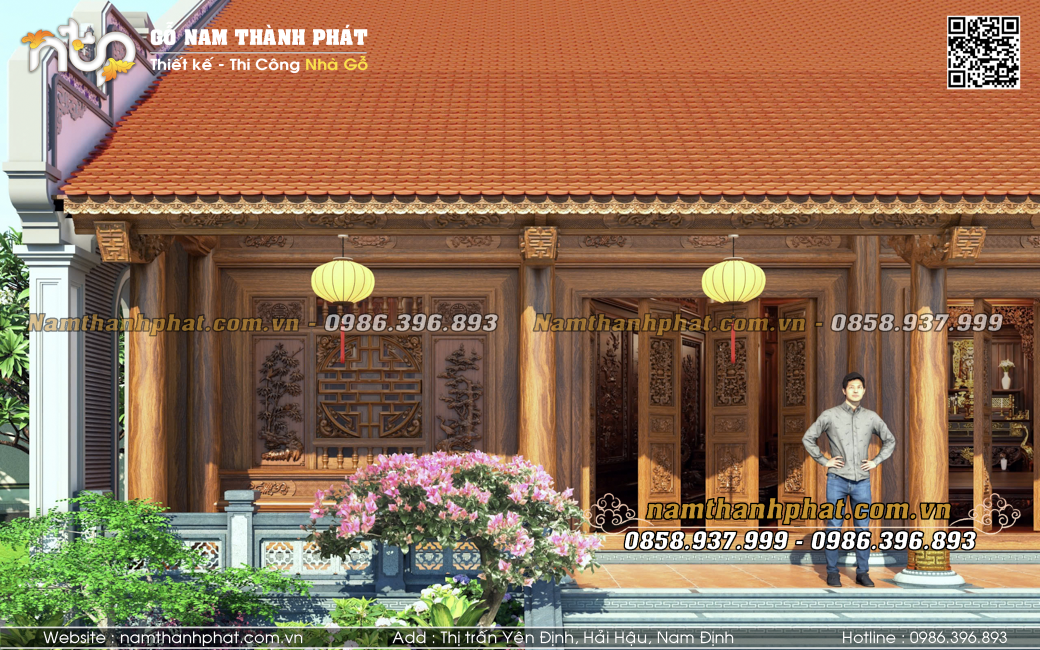 ntp
GỖ NAM THÀNH PHÁT
Thiết kế - Thi Công Nhà Gỗ
Namthanhphat.com.vn - 0986.396.893
Namthanhphat.com.vn - 0858.937.999
namthanhphat.com.vn
0858.937.999 - 0986.396.893
Website : namthanhphat.com.vn
Add : Thị trấn Yên Định, Hải Hậu, Nam Định
Hotline : 0986.396.893